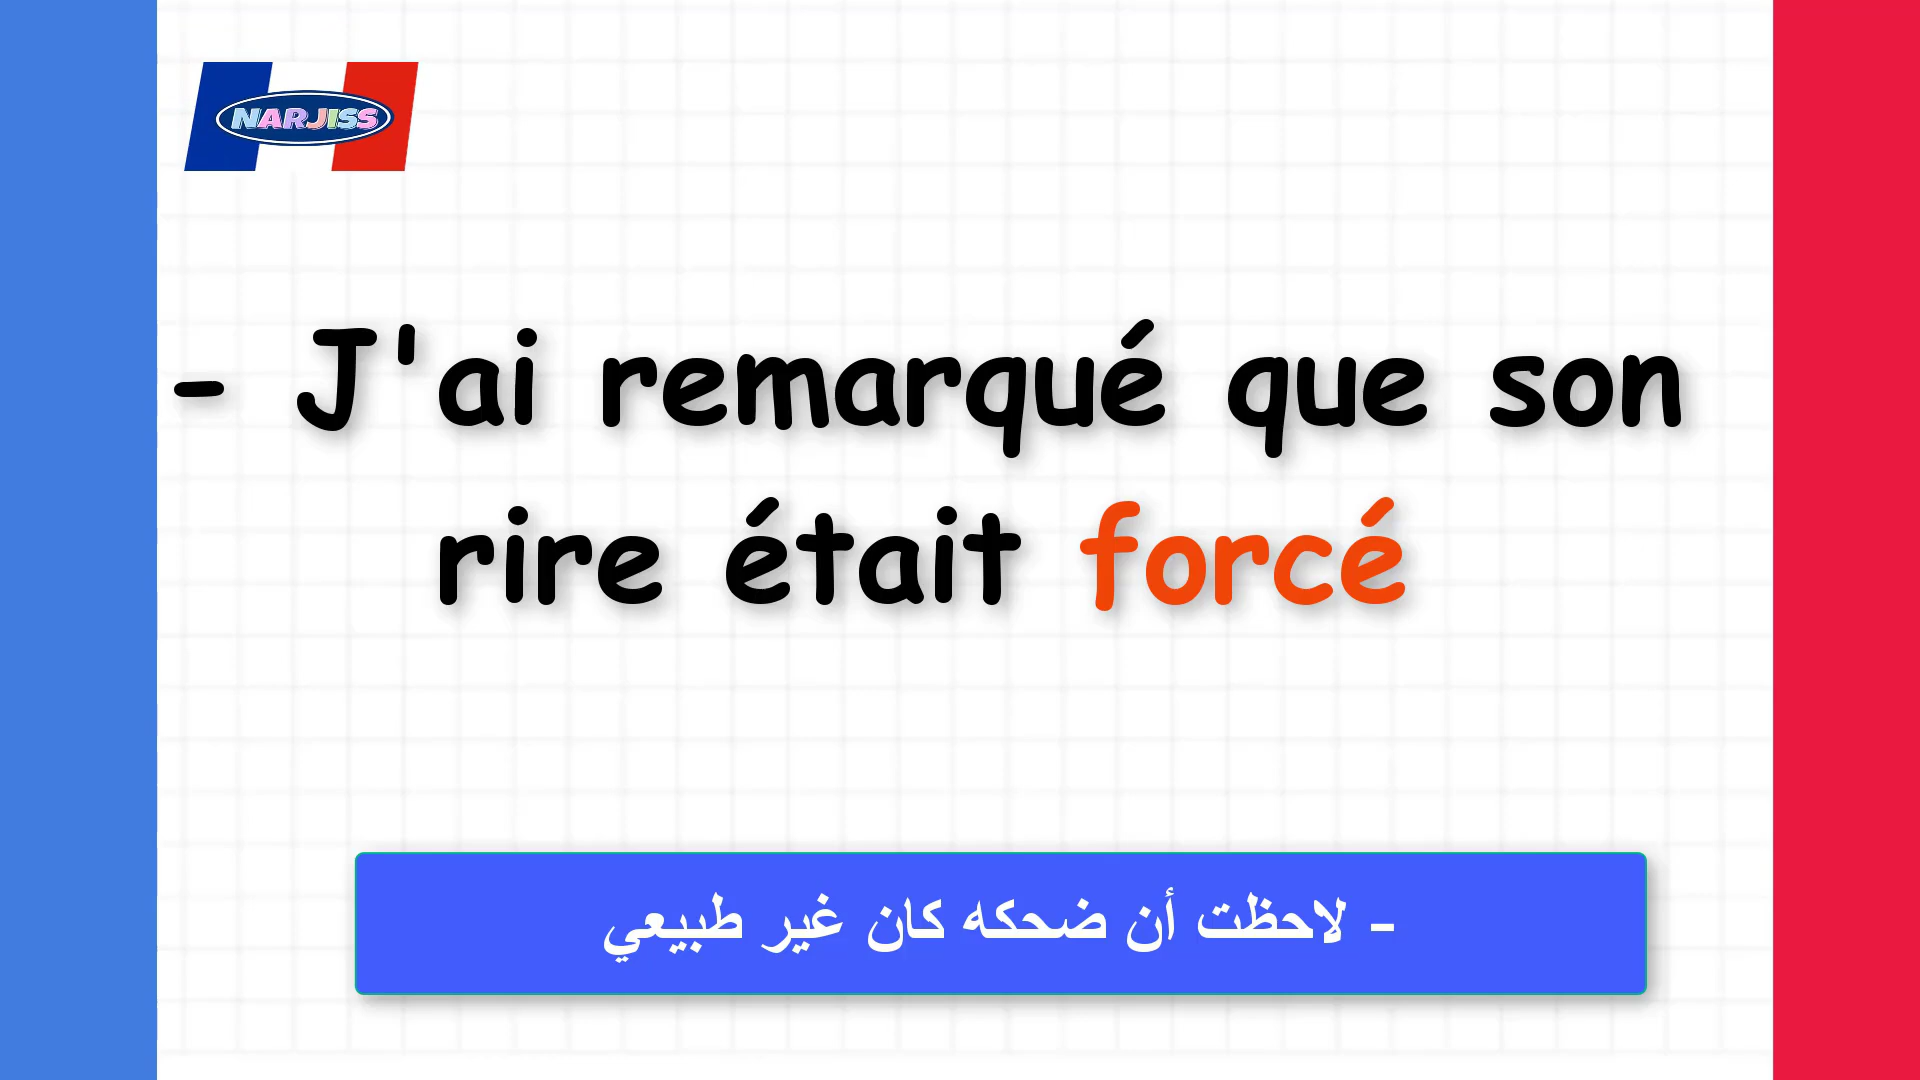 NARJISS
- J'ai remarqué que son
rire était forcé
- لاحظت أن ضحكه كان غير طبيعي